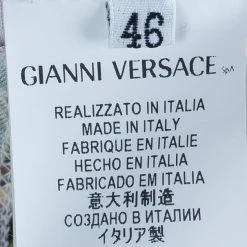 46
GIANNI VERSACE SpA
REALIZZATO IN ITALIA
MADE IN ITALY
FABRIQUE EN ITALIE
HECHO EN ITALIA
FABRICADO EM ITALIA
意大利制造
СОЗДАНО В ИТАЛИИ
イタリア製